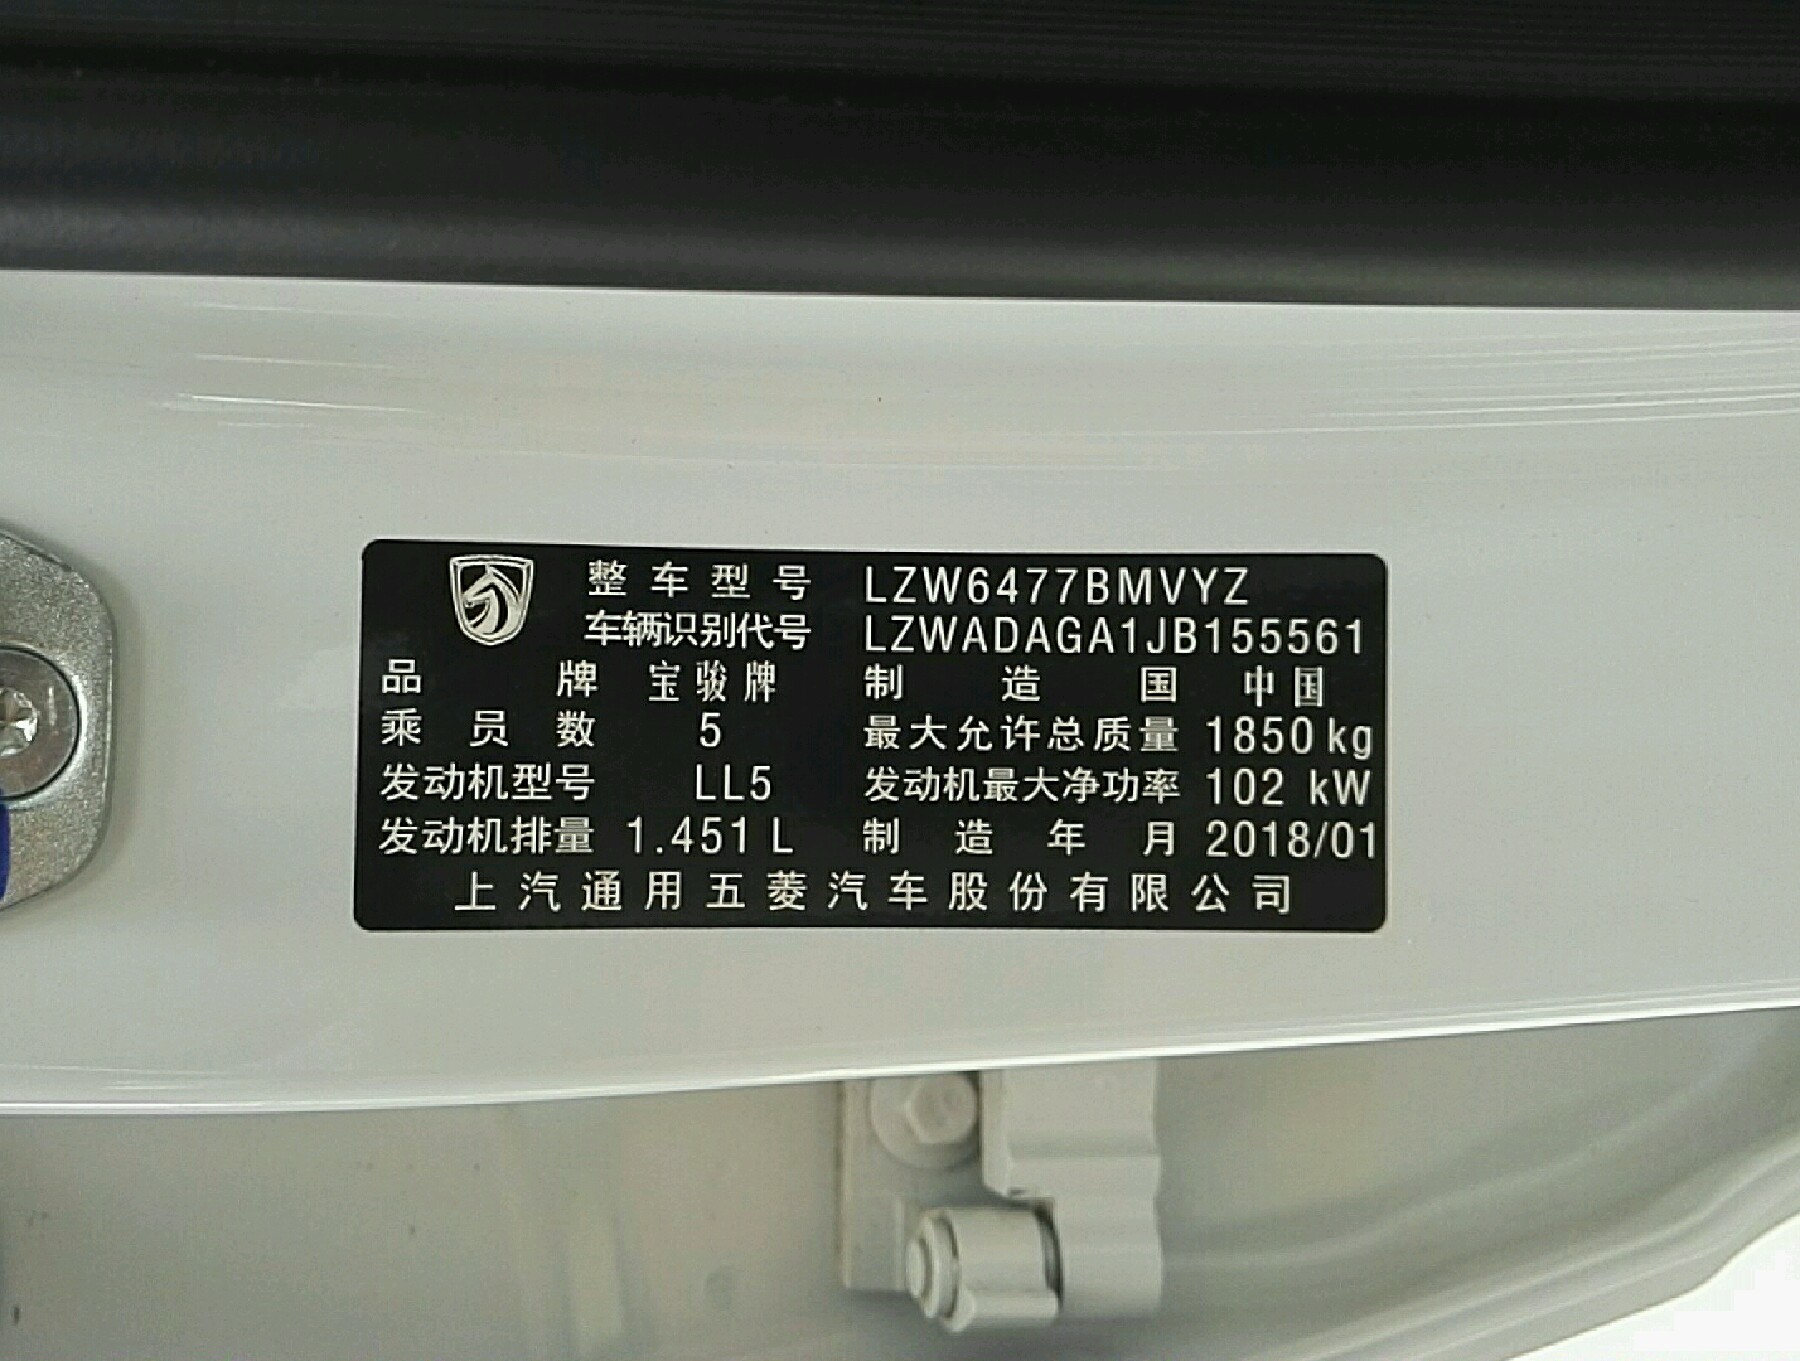 整车型号 LZW6477BMVYZ
车辆识别代号 LZWADAGA1JB155561
品牌 宝骏牌 制造国 中国
乘员数 5 最大允许总质量 1850 kg
发动机型号 LL5 发动机最大净功率 102 kW
发动机排量 1.451 L 制造年月 2018/01
上汽通用五菱汽车股份有限公司